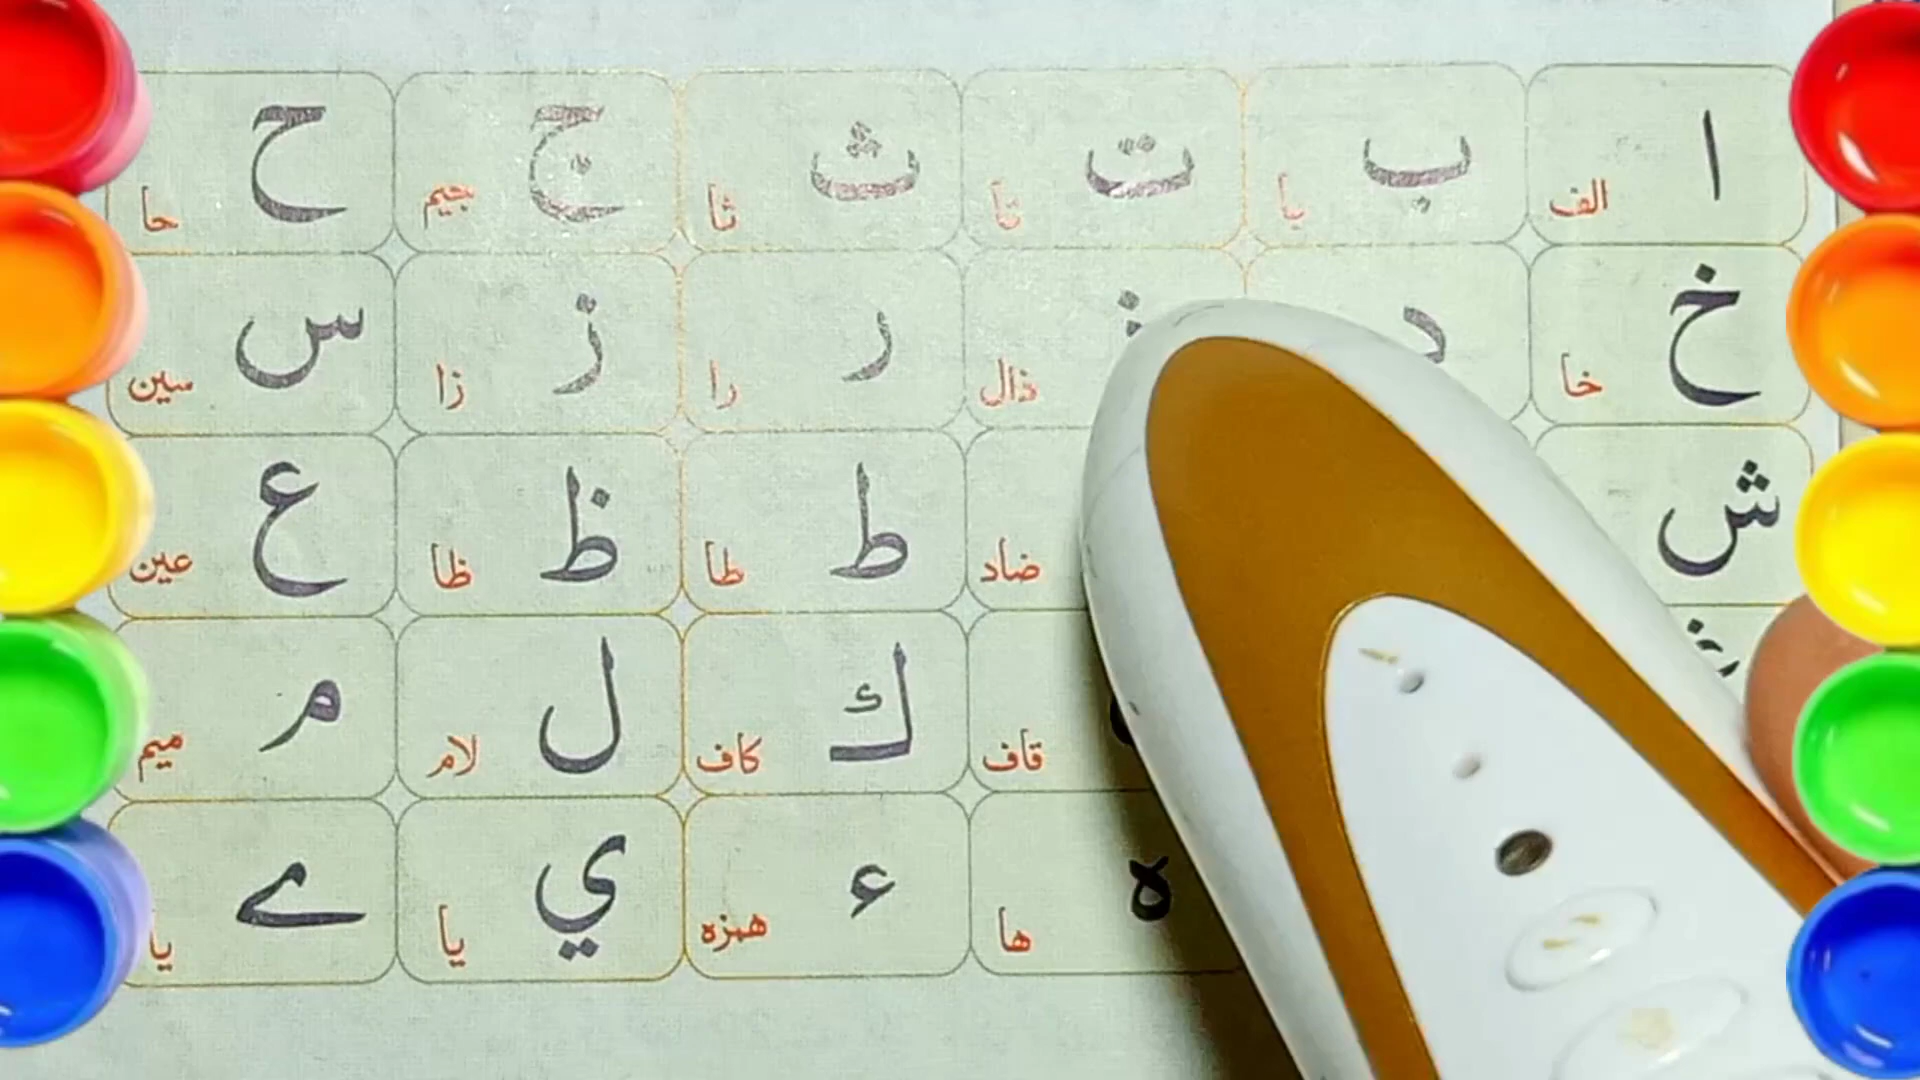 ا الف ب با ت تا ث ثا ج جيم ح حا
خ خا د ذال ر را ز زا س سين
ش ضاد ط طا ظ ظا ع عين
قاف ك كاف ل لام م ميم
ه ها ء همزه ي يا ے يا